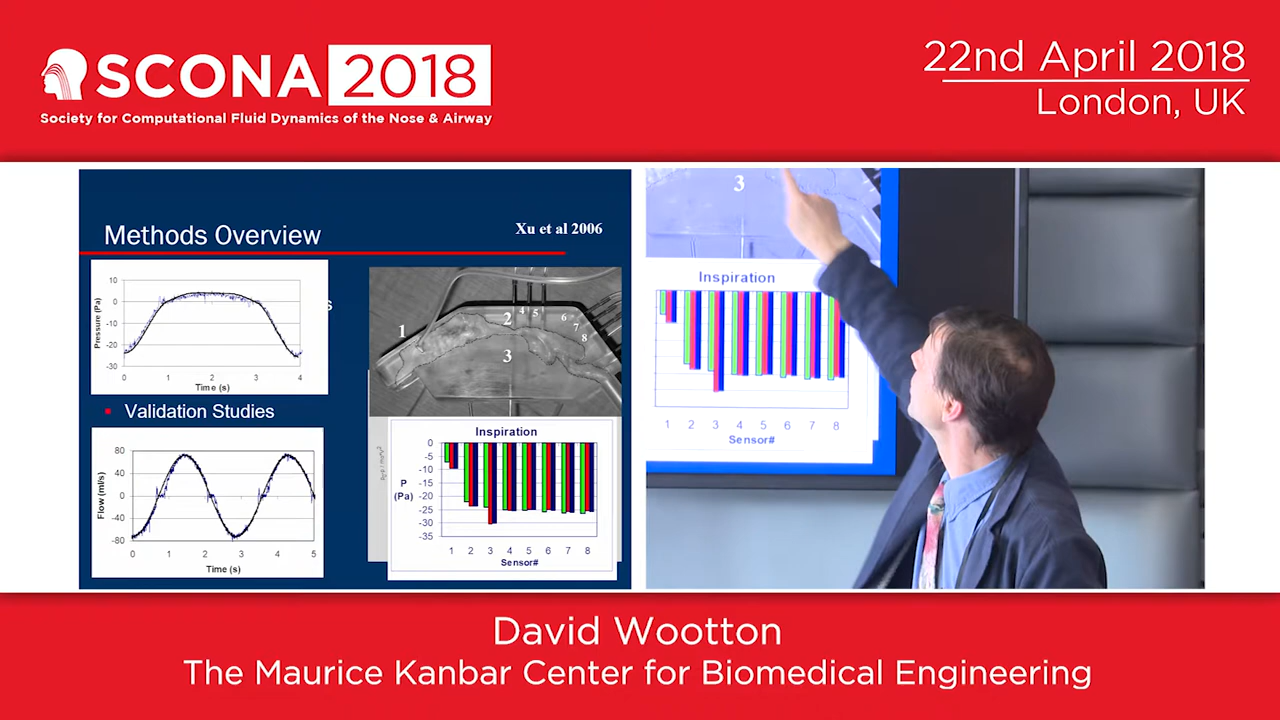 SCONA 2018
Society for Computational Fluid Dynamics of the Nose & Airway
22nd April 2018
London, UK
Methods Overview
Xu et al 2006
Pressure (Pa)
10
0
-10
-20
-30
0 1 2 3 4
Time (s)
s
Validation Studies
Flow (ml/s)
80
40
0
-40
-80
0 1 2 3 4 5
Time (s)
1
2
3
4
5
6
7
8
Inspiration
P
(Pa)
0
-5
-10
-15
-20
-25
-30
-35
1 2 3 4 5 6 7 8
Sensor#
3
Inspiration
1 2 3 4 5 6 7 8
Sensor#
David Wootton
The Maurice Kanbar Center for Biomedical Engineering